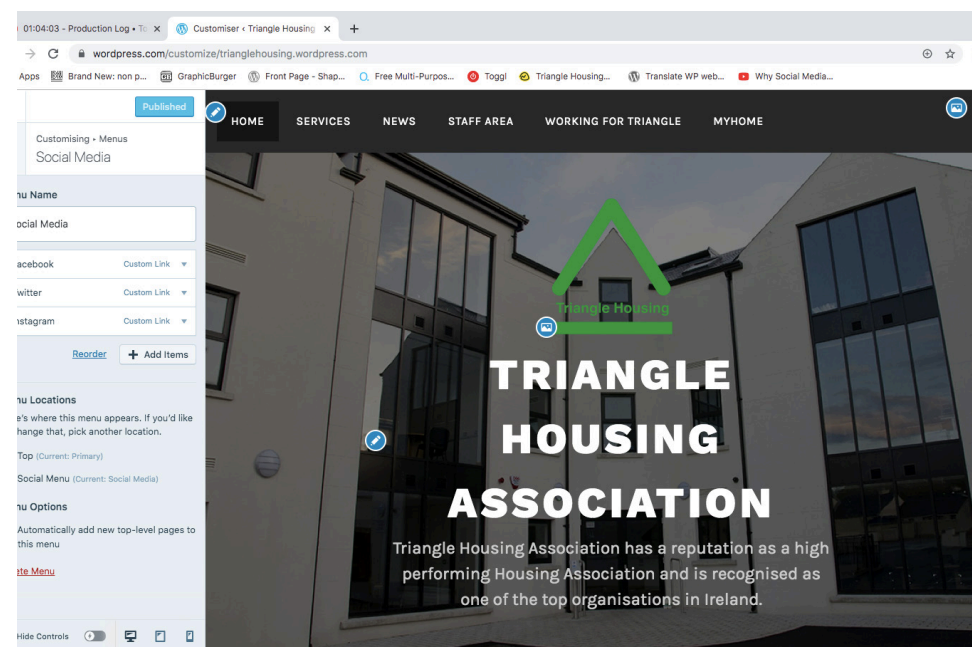 01:04:03 - Production Log • To
Customiser ‹ Triangle Housing
wordpress.com/customize/trianglehousing.wordpress.com
Apps Brand New: non p... GraphicBurger Front Page - Shap... Free Multi-Purpos... Toggl Triangle Housing... Translate WP web... Why Social Media...
Published
Customising ▸ Menus
Social Media
nu Name
ocial Media
acebook Custom Link
witter Custom Link
nstagram Custom Link
Reorder + Add Items
nu Locations
e's where this menu appears. If you'd like
hange that, pick another location.
Top (Current: Primary)
Social Menu (Current: Social Media)
nu Options
Automatically add new top-level pages to
this menu
ete Menu
Hide Controls
HOME SERVICES NEWS STAFF AREA WORKING FOR TRIANGLE MYHOME
Triangle Housing
TRIANGLE
HOUSING
ASSOCIATION
Triangle Housing Association has a reputation as a high
performing Housing Association and is recognised as
one of the top organisations in Ireland.